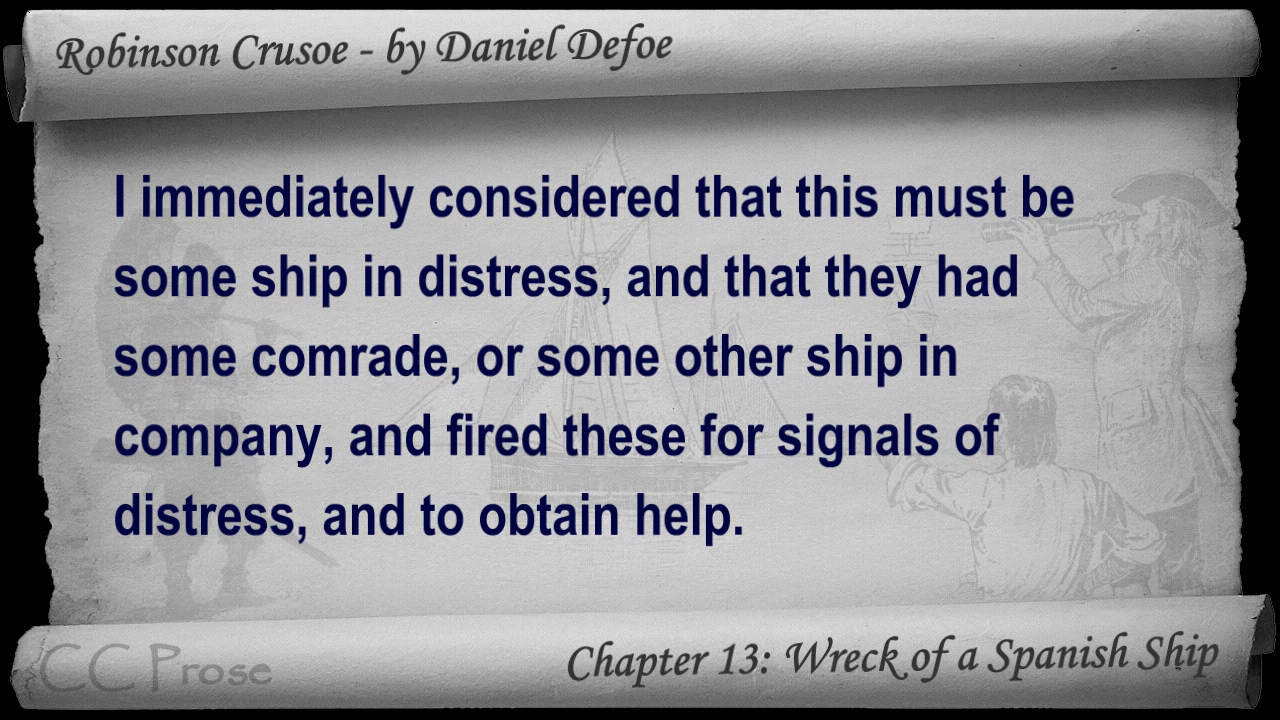 Robinson Crusoe - by Daniel Defoe
I immediately considered that this must be
some ship in distress, and that they had
some comrade, or some other ship in
company, and fired these for signals of
distress, and to obtain help.
CC Prose
Chapter 13: Wreck of a Spanish Ship